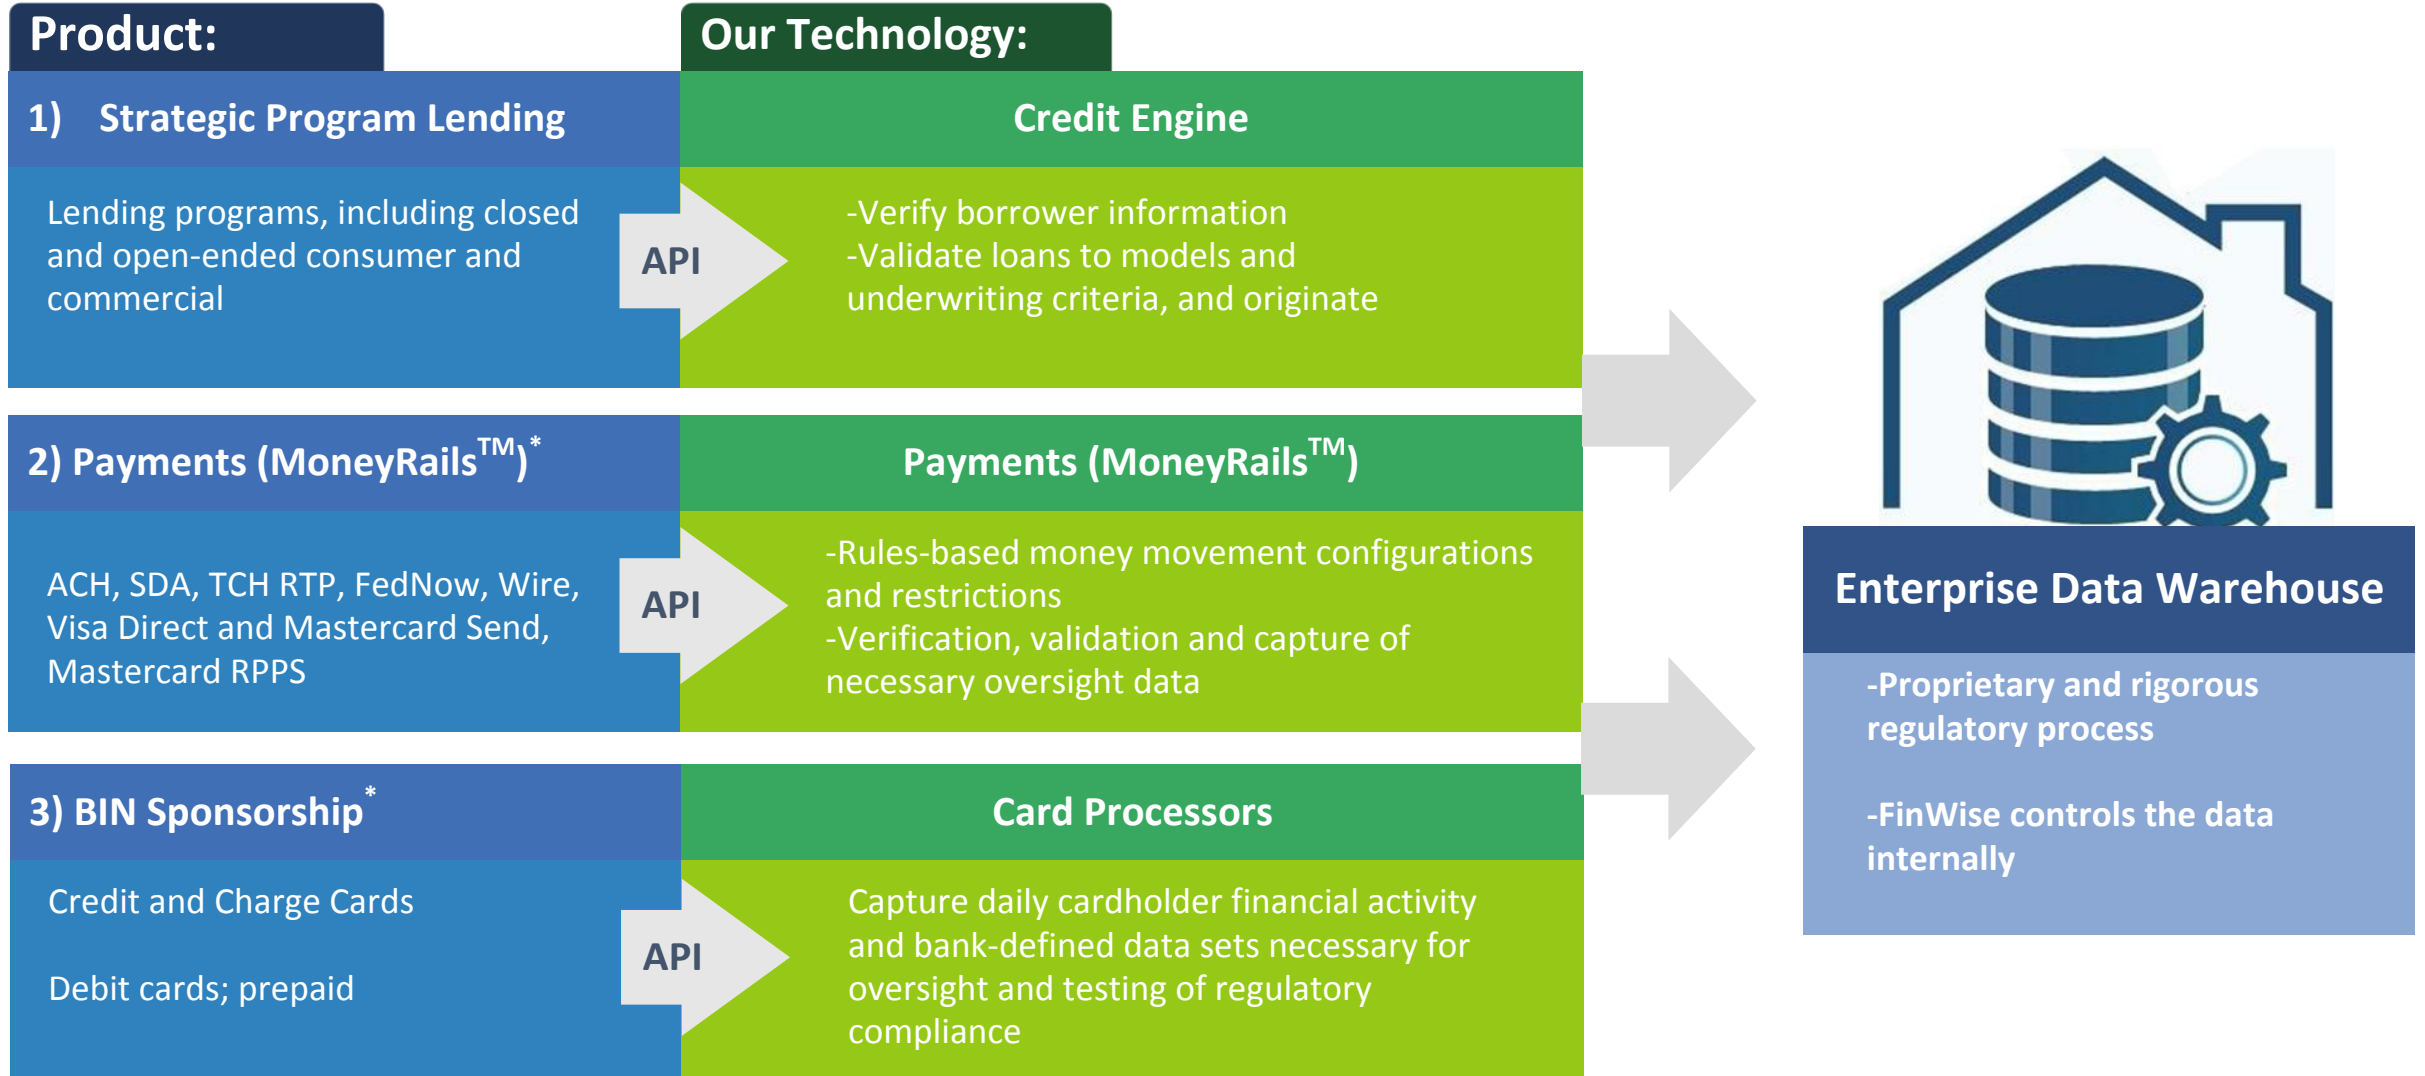 Product:
Our Technology:
1) Strategic Program Lending
Credit Engine
Lending programs, including closed
and open-ended consumer and
commercial
API
-Verify borrower information
-Validate loans to models and
underwriting criteria, and originate
2) Payments (MoneyRails™)*
Payments (MoneyRails™)
ACH, SDA, TCH RTP, FedNow, Wire,
Visa Direct and Mastercard Send,
Mastercard RPPS
API
-Rules-based money movement configurations
and restrictions
-Verification, validation and capture of
necessary oversight data
3) BIN Sponsorship*
Card Processors
Credit and Charge Cards
Debit cards; prepaid
API
Capture daily cardholder financial activity
and bank-defined data sets necessary for
oversight and testing of regulatory
compliance
Enterprise Data Warehouse
-Proprietary and rigorous
regulatory process
-FinWise controls the data
internally